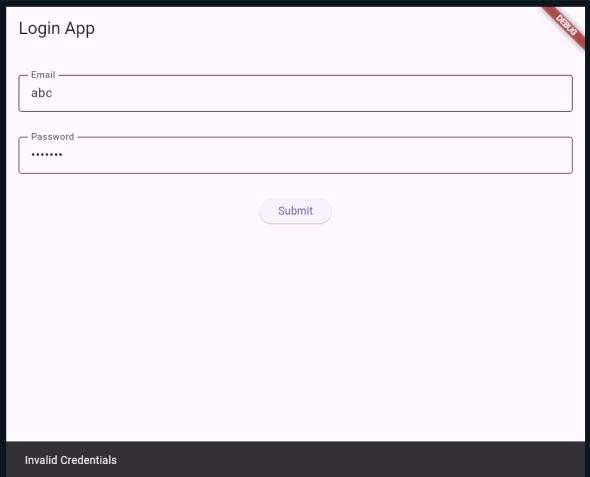 Login App
DEBUG
Email
abc
Password
•••••••
Submit
Invalid Credentials